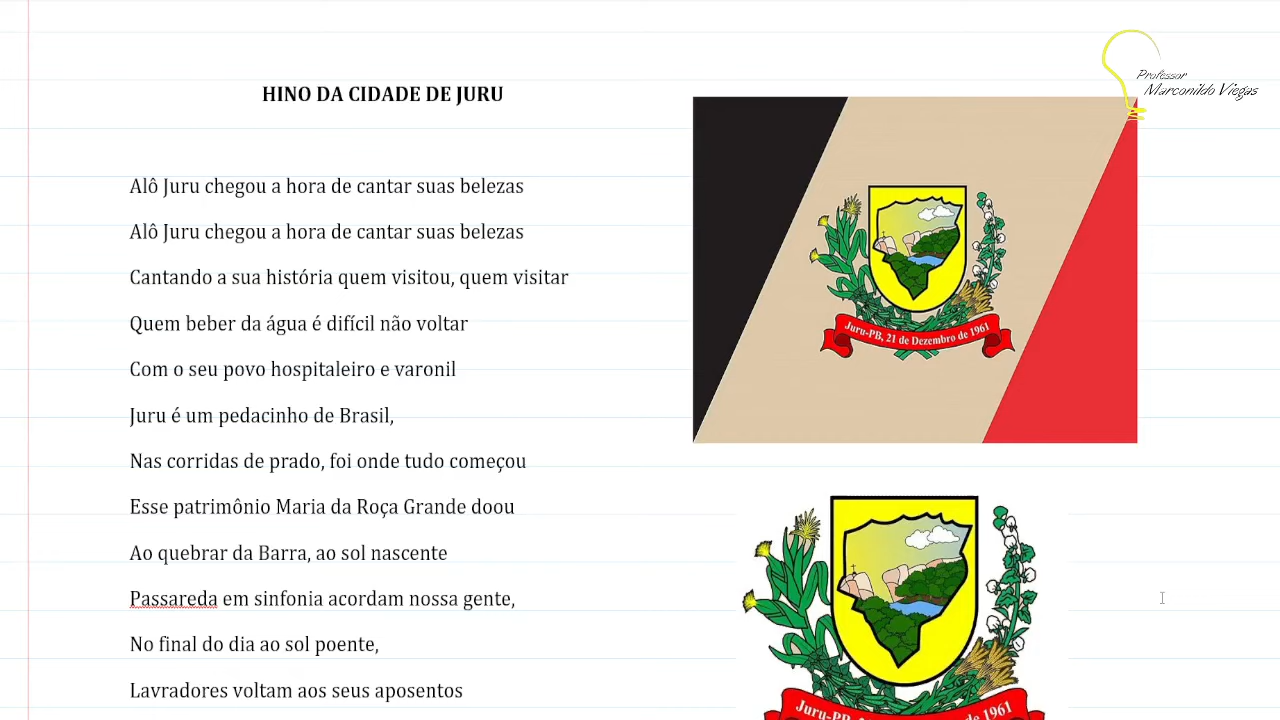 Professor
Marconildo Viegas
HINO DA CIDADE DE JURU
Alô Juru chegou a hora de cantar suas belezas
Alô Juru chegou a hora de cantar suas belezas
Cantando a sua história quem visitou, quem visitar
Quem beber da água é difícil não voltar
Com o seu povo hospitaleiro e varonil
Juru é um pedacinho de Brasil,
Nas corridas de prado, foi onde tudo começou
Esse patrimônio Maria da Roça Grande doou
Ao quebrar da Barra, ao sol nascente
Passareda em sinfonia acordam nossa gente,
No final do dia ao sol poente,
Lavradores voltam aos seus aposentos
Juru-PB, 21 de Dezembro de 1961
Juru-PB, de 1961